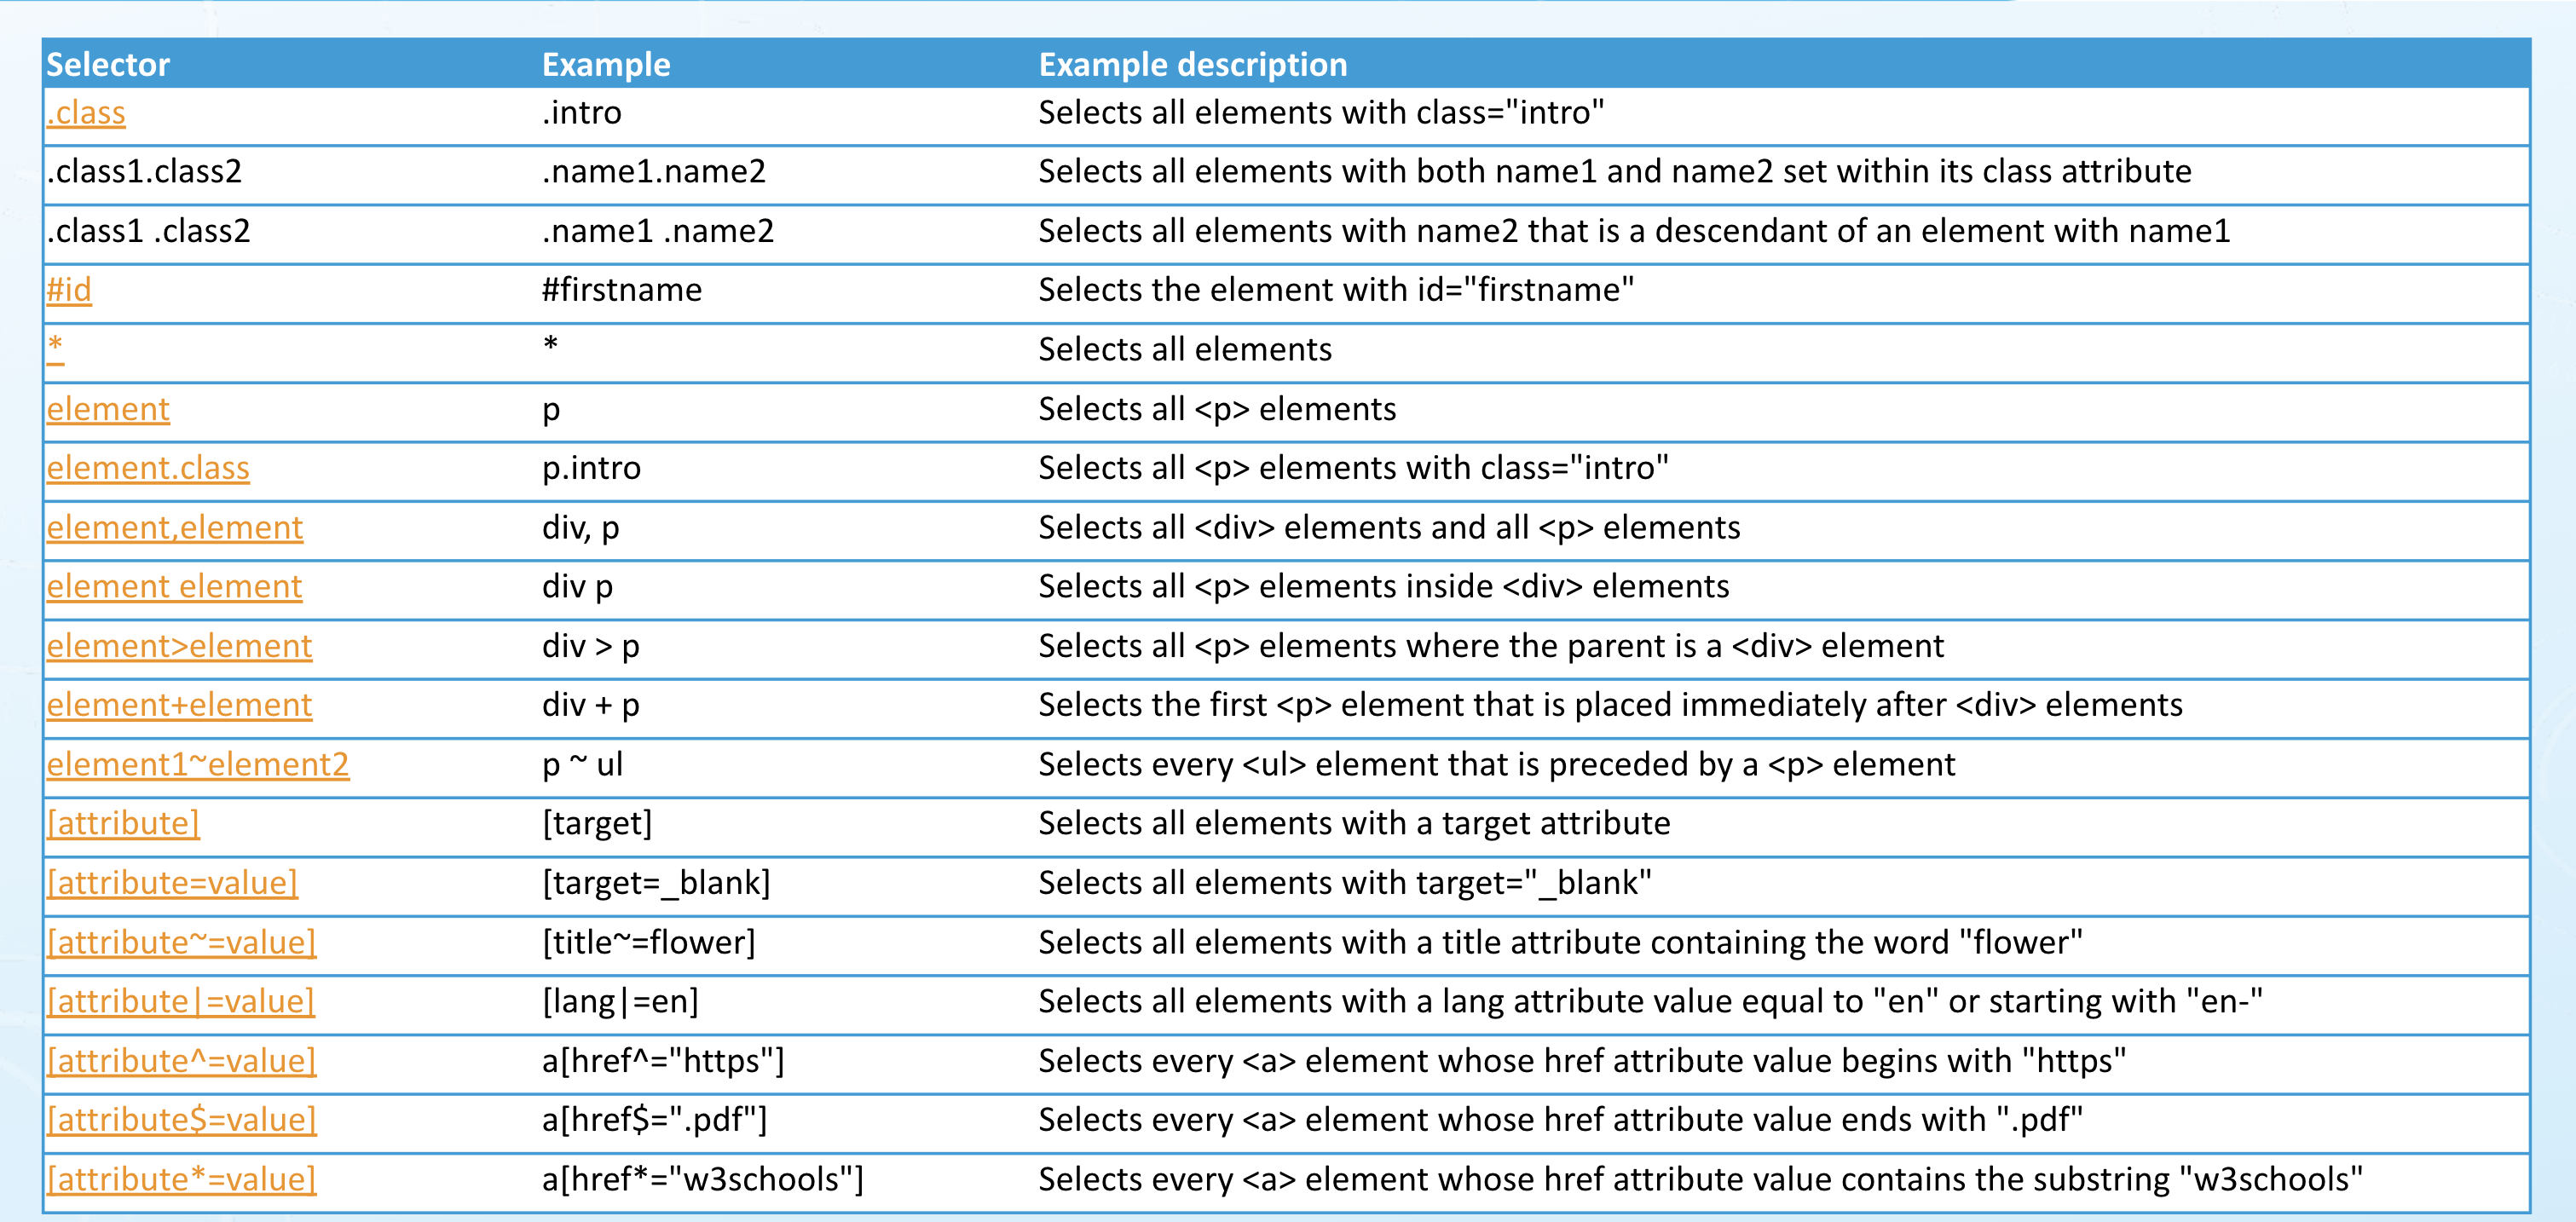 Selector Example Example description
.class .intro Selects all elements with class="intro"
.class1.class2 .name1.name2 Selects all elements with both name1 and name2 set within its class attribute
.class1 .class2 .name1 .name2 Selects all elements with name2 that is a descendant of an element with name1
#id #firstname Selects the element with id="firstname"
* * Selects all elements
element p Selects all <p> elements
element.class p.intro Selects all <p> elements with class="intro"
element,element div, p Selects all <div> elements and all <p> elements
element element div p Selects all <p> elements inside <div> elements
element>element div > p Selects all <p> elements where the parent is a <div> element
element+element div + p Selects the first <p> element that is placed immediately after <div> elements
element1~element2 p ~ ul Selects every <ul> element that is preceded by a <p> element
[attribute] [target] Selects all elements with a target attribute
[attribute=value] [target=_blank] Selects all elements with target="_blank"
[attribute~=value] [title~=flower] Selects all elements with a title attribute containing the word "flower"
[attribute|=value] [lang|=en] Selects all elements with a lang attribute value equal to "en" or starting with "en-"
[attribute^=value] a[href^="https"] Selects every <a> element whose href attribute value begins with "https"
[attribute$=value] a[href$=".pdf"] Selects every <a> element whose href attribute value ends with ".pdf"
[attribute*=value] a[href*="w3schools"] Selects every <a> element whose href attribute value contains the substring "w3schools"